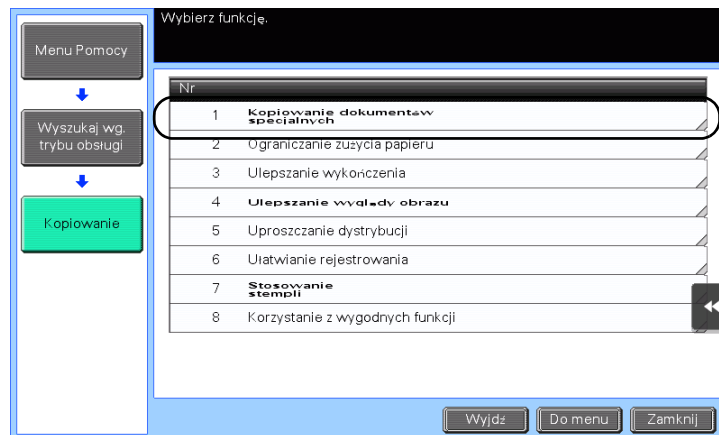 Wybierz funkcję.
Menu Pomocy
Wyszukaj wg.
trybu obsługi
Kopiowanie
Nr
1 Kopiowanie dokumentów
specjalnych
2 Ograniczanie zużycia papieru
3 Ulepszanie wykończenia
4 Ulepszanie wyglądy obrazu
5 Uproszczanie dystrybucji
6 Ułatwianie rejestrowania
7 Stosowanie
stempli
8 Korzystanie z wygodnych funkcji
Wyjdź Do menu Zamknij